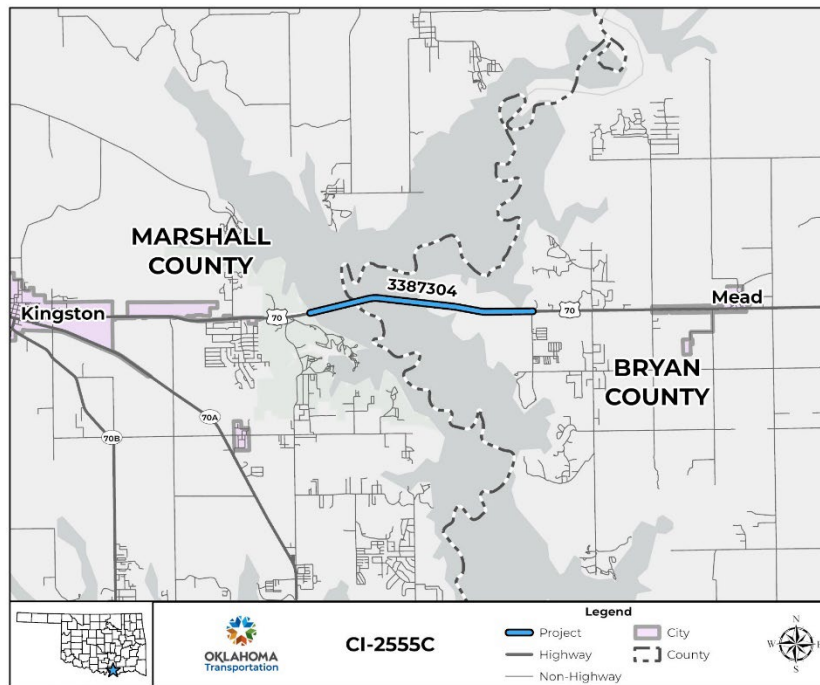 MARSHALL
COUNTY
3387304
Kingston
70
70
Mead
BRYAN
COUNTY
70A
70B
OKLAHOMA
Transportation
CI-2555C
Legend
Project
City
Highway
County
Non-Highway
N
W
E
S